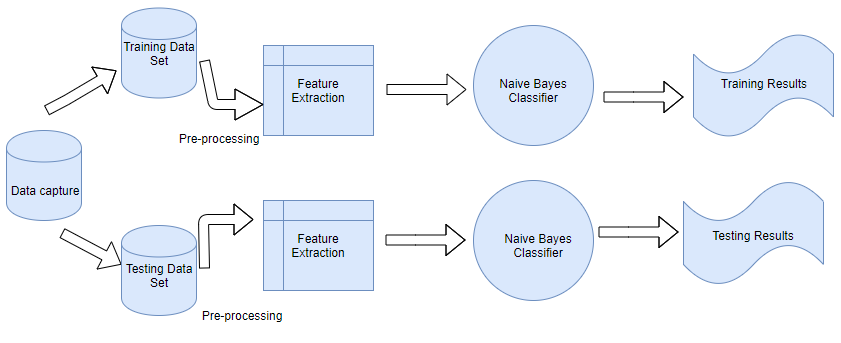 Training Data
Set
Feature
Extraction
Naive Bayes
Classifier
Training Results
Pre-processing
Data capture
Testing Data
Set
Feature
Extraction
Naive Bayes
Classifier
Testing Results
Pre-processing